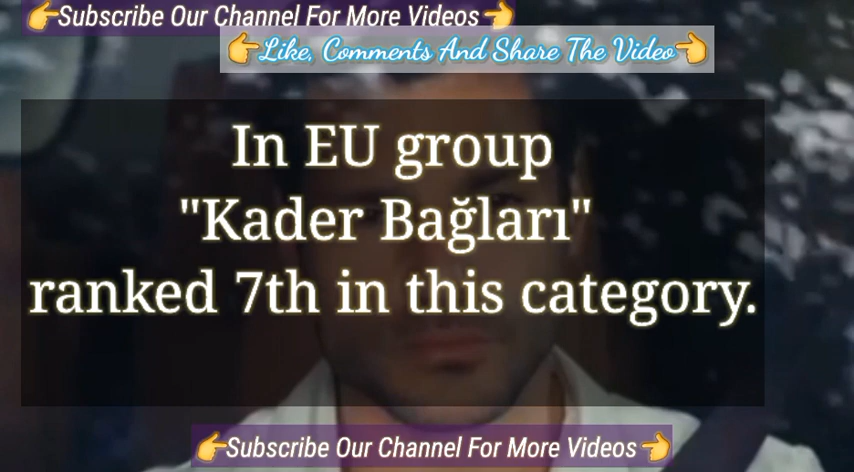 👉Subscribe Our Channel For More Videos👈
👉Like, Comments And Share The Video👈
In EU group
"Kader Bağları"
ranked 7th in this category.
👉Subscribe Our Channel For More Videos👈